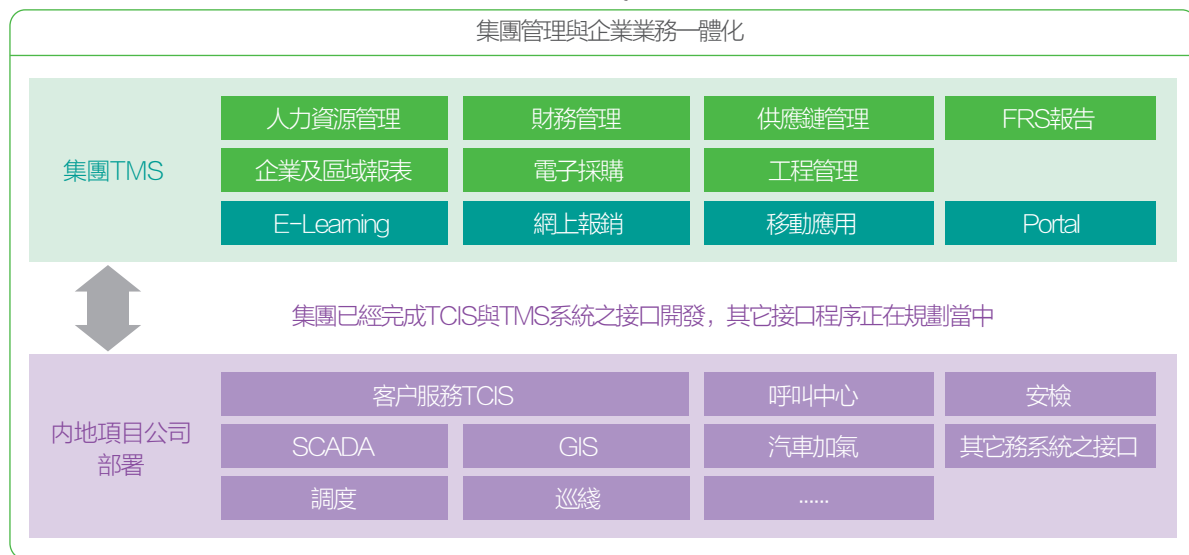 集團管理與企業業務一體化
集團TMS
人力資源管理
財務管理
供應鏈管理
FRS報告
企業及區域報表
電子採購
工程管理
E-Learning
網上報銷
移動應用
Portal
集團已經完成TCIS與TMS系統之接口開發，其它接口程序正在規劃當中
内地項目公司
部署
客户服務TCIS
呼叫中心
安檢
SCADA
GIS
汽車加氣
其它務系統之接口
調度
巡綫
......